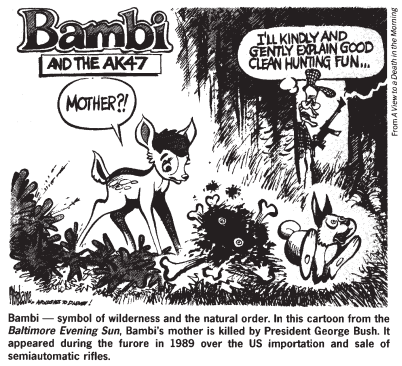 Bambi
AND THE AK47
MOTHER?!
I'LL KINDLY AND
GENTLY EXPLAIN GOOD
CLEAN HUNTING FUN...
From A View to a Death in the Morning
APOLOGIES TO DISNEY!
Bambi — symbol of wilderness and the natural order. In this cartoon from the
Baltimore Evening Sun, Bambi's mother is killed by President George Bush. It
appeared during the furore in 1989 over the US importation and sale of
semiautomatic rifles.